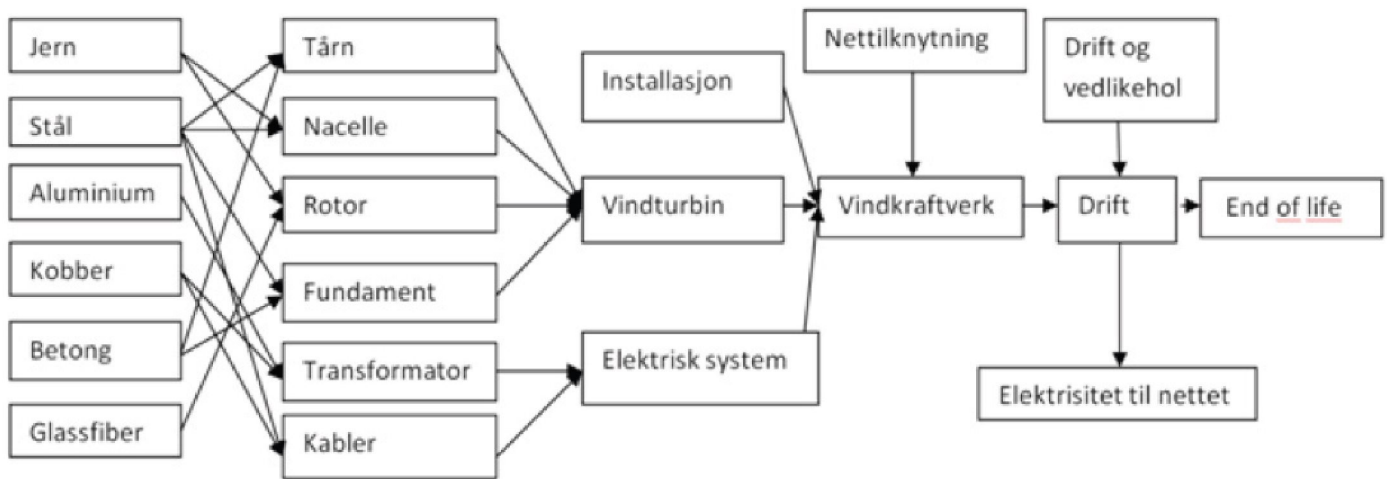 Jern
Stål
Aluminium
Kobber
Betong
Glassfiber
Tårn
Nacelle
Rotor
Fundament
Transformator
Kabler
Installasjon
Vindturbin
Elektrisk system
Nettilknytning
Vindkraftverk
Drift og
vedlikehol
Drift
Elektrisitet til nettet
End of life